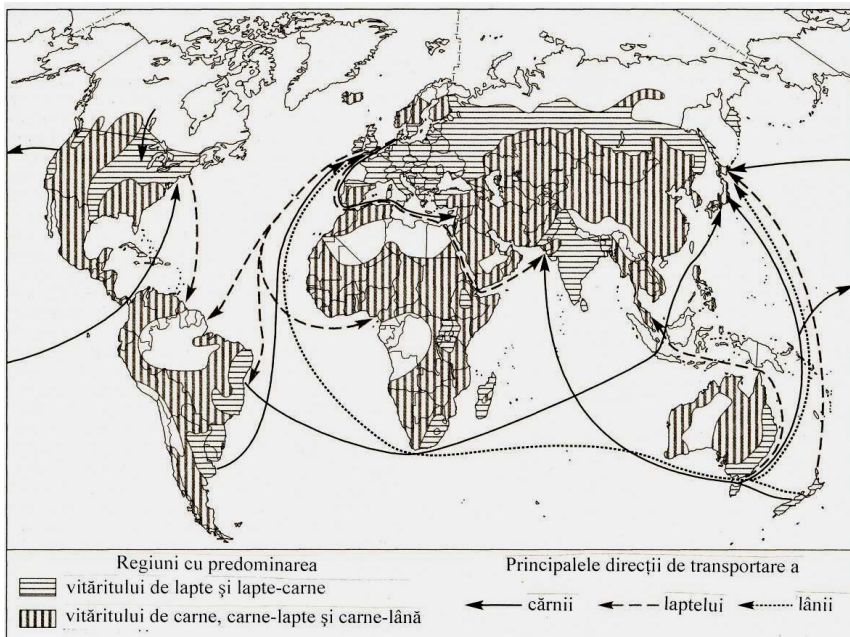 Regiuni cu predominarea
vităritului de lapte și lapte-carne
vităritului de carne, carne-lapte și carne-lână
Principalele direcții de transportare a
cărnii laptelui lânii